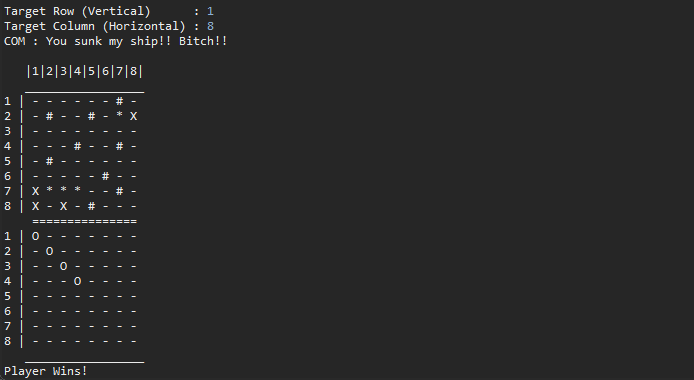 Target Row (Vertical)      : 1
Target Column (Horizontal) : 8
COM : You sunk my ship!! Bitch!!

   |1|2|3|4|5|6|7|8|
   _________________
1 | - - - - - - # -
2 | - # - - # - * X
3 | - - - - - - - -
4 | - - - # - - # -
5 | - # - - - - - -
6 | - - - - - # - -
7 | X * * * - - # -
8 | X - X - # - - -
    ===============
1 | O - - - - - - -
2 | - O - - - - - -
3 | - - O - - - - -
4 | - - - O - - - -
5 | - - - - - - - -
6 | - - - - - - - -
7 | - - - - - - - -
8 | - - - - - - - -
   _________________
Player Wins!